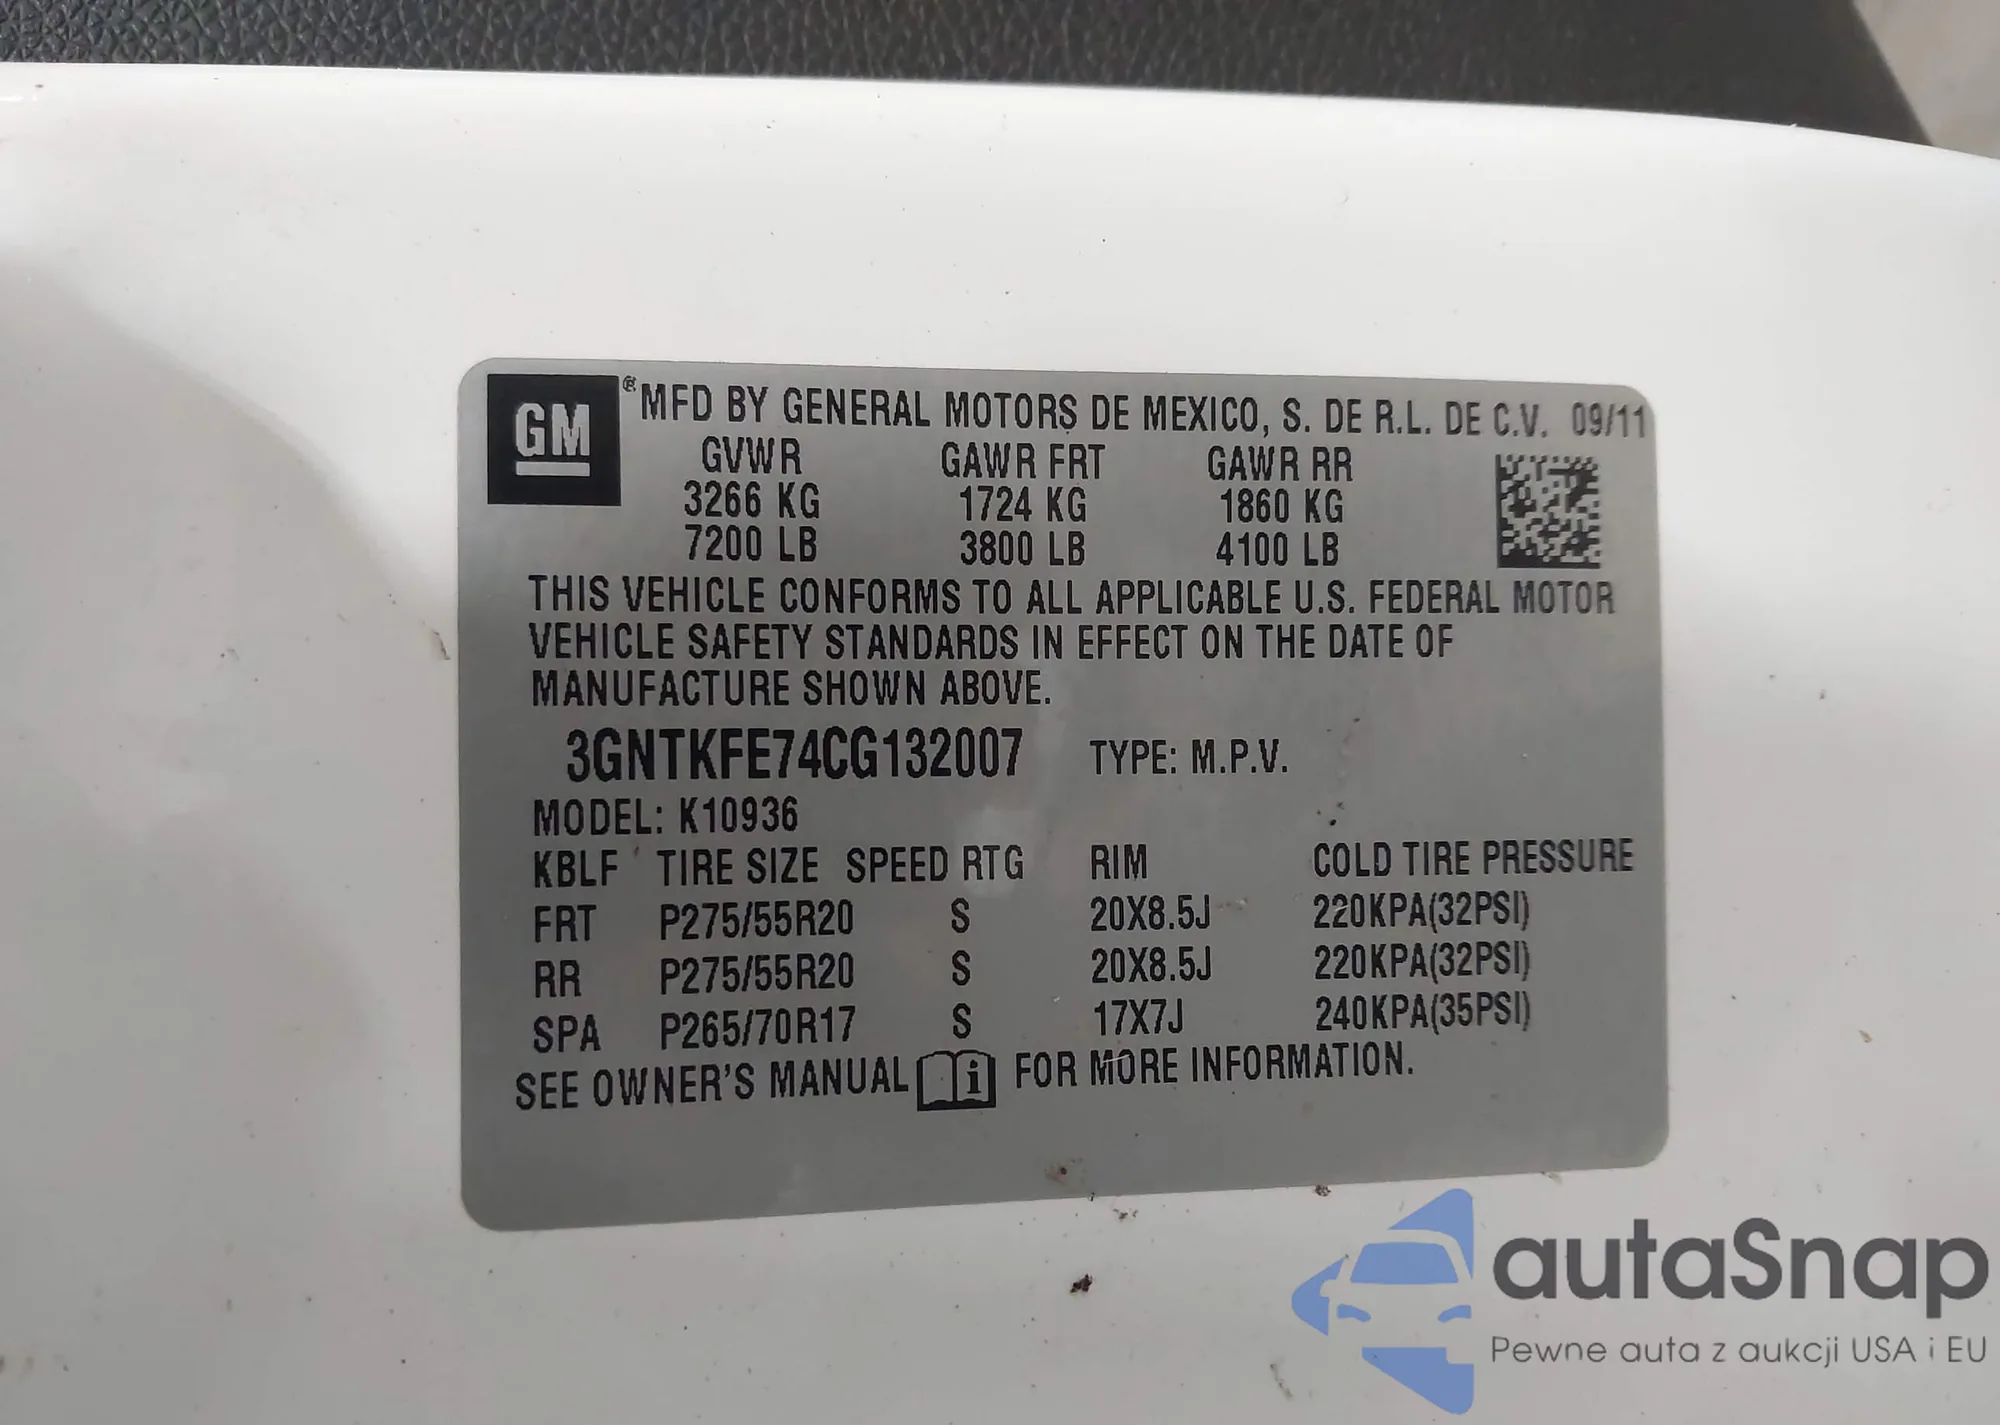 GM ® MFD BY GENERAL MOTORS DE MEXICO, S. DE R.L. DE C.V. 09/11
GVWR GAWR FRT GAWR RR
3266 KG 1724 KG 1860 KG
7200 LB 3800 LB 4100 LB
THIS VEHICLE CONFORMS TO ALL APPLICABLE U.S. FEDERAL MOTOR
VEHICLE SAFETY STANDARDS IN EFFECT ON THE DATE OF
MANUFACTURE SHOWN ABOVE.
3GNTKFE74CG132007 TYPE: M.P.V.
MODEL: K10936
KBLF TIRE SIZE SPEED RTG RIM COLD TIRE PRESSURE
FRT P275/55R20 S 20X8.5J 220KPA(32PSI)
RR P275/55R20 S 20X8.5J 220KPA(32PSI)
SPA P265/70R17 S 17X7J 240KPA(35PSI)
SEE OWNER'S MANUAL i FOR MORE INFORMATION.
autaSnap
Pewne auta z aukcji USA i EU